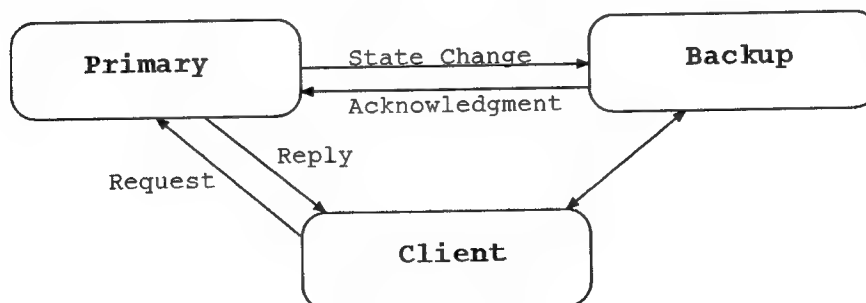 Primary
State Change
Backup
Acknowledgment
Reply
Request
Client